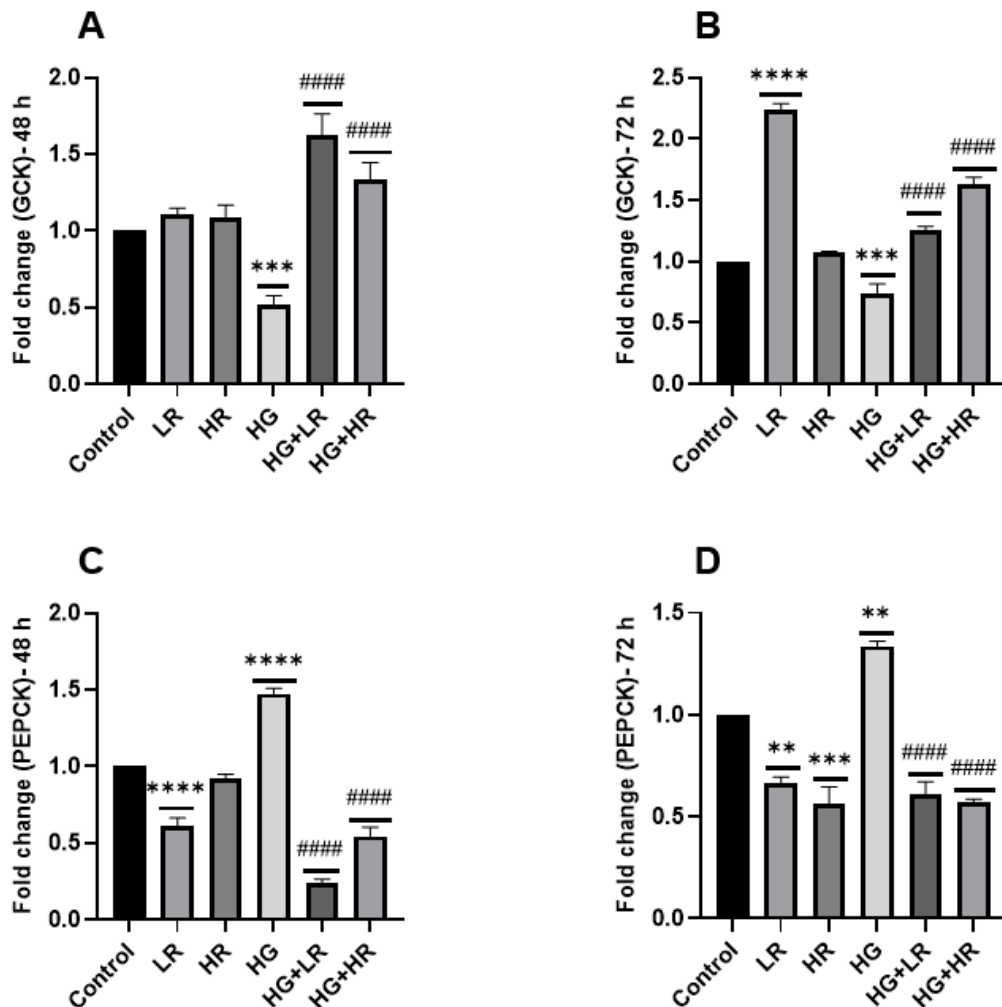 A
Fold change (GCK)- 48 h
2.0
1.5
1.0
0.5
0.0
####
####
***
Control
LR
HR
HG
HG+LR
HG+HR
B
Fold change (GCK)- 72 h
2.5
2.0
1.5
1.0
0.5
0.0
****
####
####
***
Control
LR
HR
HG
HG+LR
HG+HR
C
Fold change (PEPCK)- 48 h
2.0
1.5
1.0
0.5
0.0
****
****
####
####
Control
LR
HR
HG
HG+LR
HG+HR
D
Fold change (PEPCK)- 72 h
1.5
1.0
0.5
0.0
**
**
***
####
####
Control
LR
HR
HG
HG+LR
HG+HR